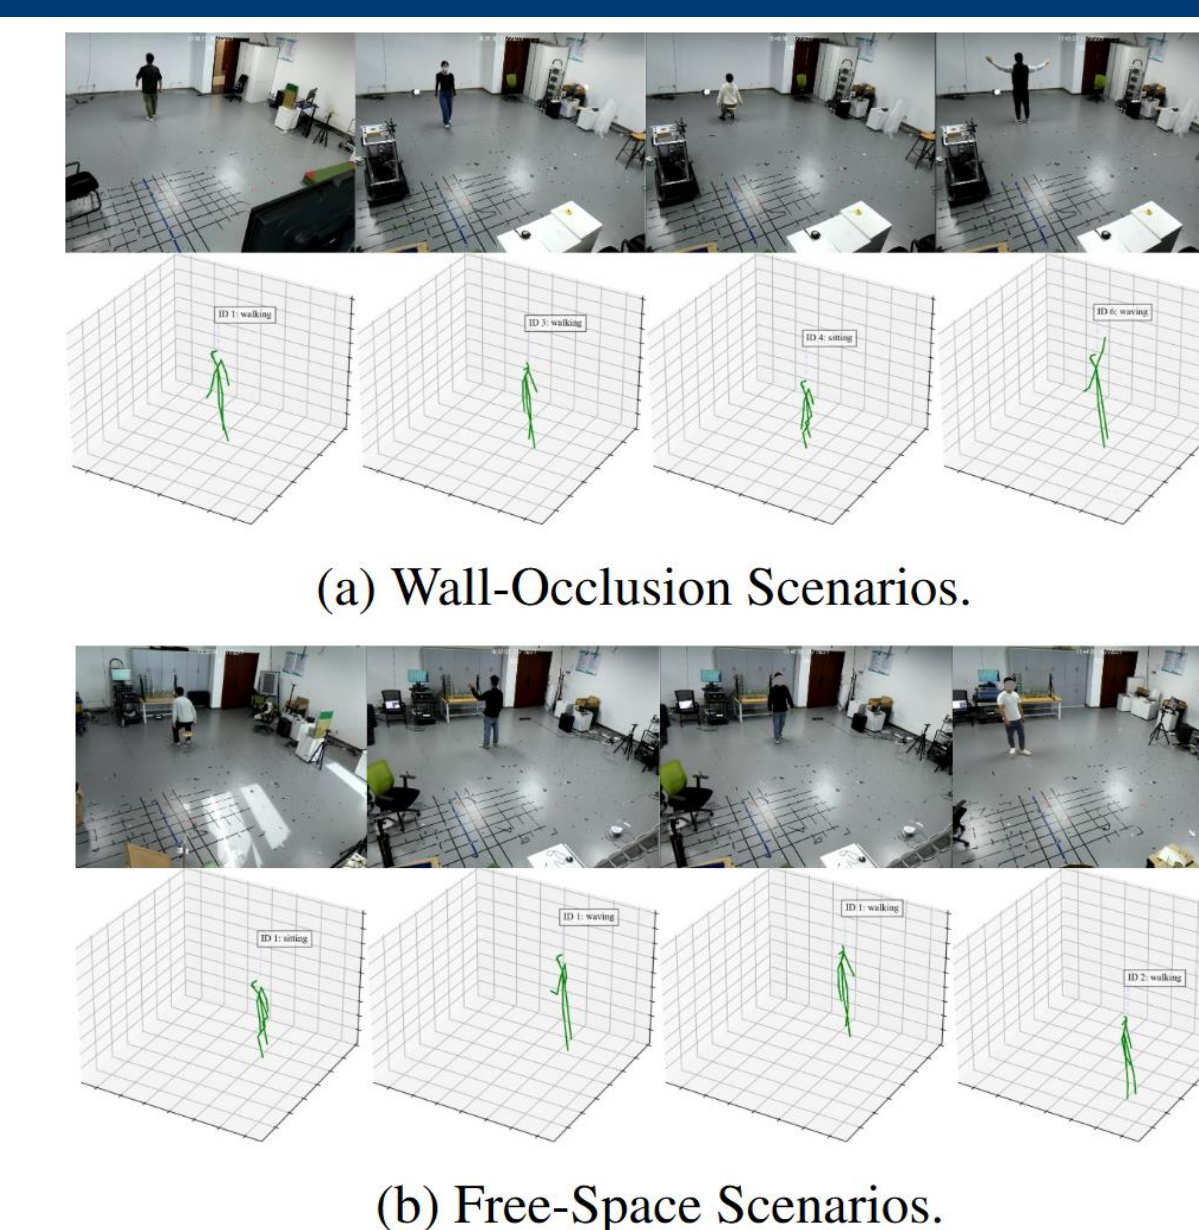 ID 1: walking
ID 3: walking
ID 4: sitting
ID 6: waving
(a) Wall-Occlusion Scenarios.
ID 1: sitting
ID 1: waving
ID 1: walking
ID 2: walking
(b) Free-Space Scenarios.